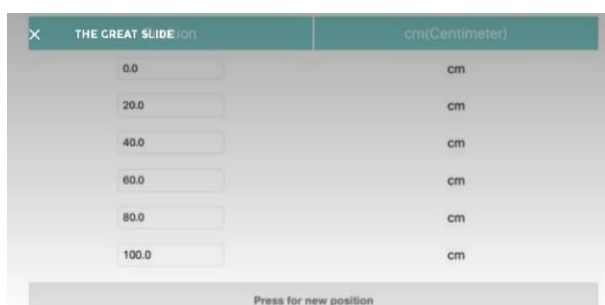 × THE GREAT SLIDE tion cm(Centimeter)
0.0 cm
20.0 cm
40.0 cm
60.0 cm
80.0 cm
100.0 cm
Press for new position